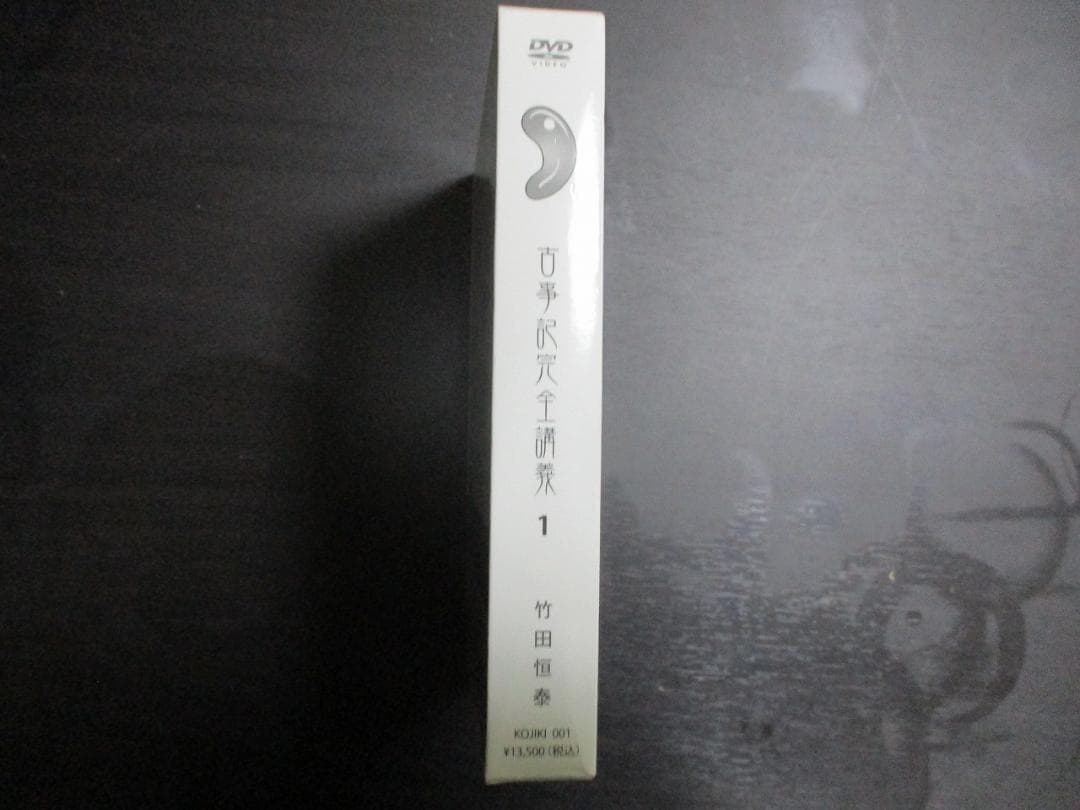 DVD
VIDEO
古事記完全講義 1
竹田恒泰
KOJIKI 001
¥13,500(税込)